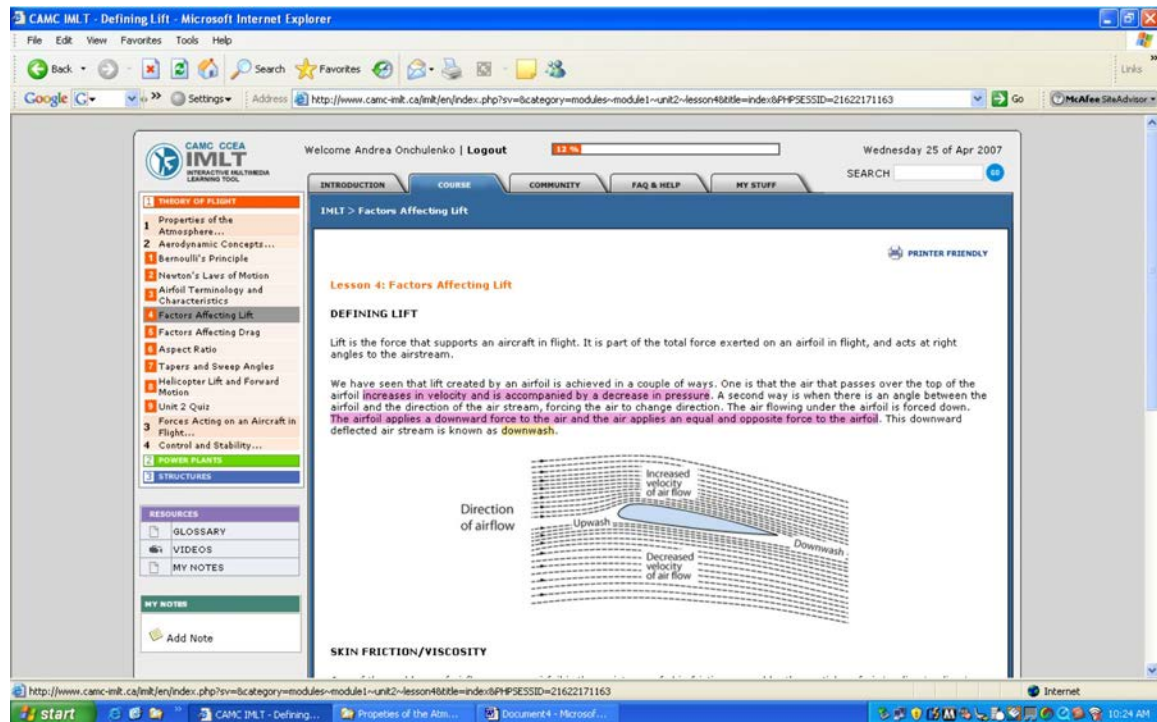 CAMC IMLT - Defining Lift - Microsoft Internet Explorer
File Edit View Favorites Tools Help
Back Search Favorites
Links
Google G Settings Address http://www.camc-imlt.ca/imlt/en/index.php?sv=&category=modules~module1~unit2~lesson4&title=index&PHPSESSID=21622171163 Go McAfee SiteAdvisor
CAMC CCEA
IMLT
INTERACTIVE MULTIMEDIA
LEARNING TOOL
Welcome Andrea Onchulenko | Logout 12 % Wednesday 25 of Apr 2007
SEARCH GO
INTRODUCTION COURSE COMMUNITY FAQ & HELP MY STUFF
IMLT > Factors Affecting Lift
1 THEORY OF FLIGHT
1 Properties of the
Atmosphere...
2 Aerodynamic Concepts...
1 Bernoulli's Principle
2 Newton's Laws of Motion
3 Airfoil Terminology and
Characteristics
4 Factors Affecting Lift
5 Factors Affecting Drag
6 Aspect Ratio
7 Tapers and Sweep Angles
8 Helicopter Lift and Forward
Motion
9 Unit 2 Quiz
3 Forces Acting on an Aircraft in
Flight...
4 Control and Stability...
2 POWER PLANTS
3 STRUCTURES
RESOURCES
GLOSSARY
VIDEOS
MY NOTES
MY NOTES
Add Note
PRINTER FRIENDLY
Lesson 4: Factors Affecting Lift
DEFINING LIFT
Lift is the force that supports an aircraft in flight. It is part of the total force exerted on an airfoil in flight, and acts at right
angles to the airstream.
We have seen that lift created by an airfoil is achieved in a couple of ways. One is that the air that passes over the top of the
airfoil increases in velocity and is accompanied by a decrease in pressure. A second way is when there is an angle between the
airfoil and the direction of the air stream, forcing the air to change direction. The air flowing under the airfoil is forced down.
The airfoil applies a downward force to the air and the air applies an equal and opposite force to the airfoil. This downward
deflected air stream is known as downwash.
Increased
velocity
of air flow
Direction
of airflow
Upwash
Downwash
Decreased
velocity
of air flow
SKIN FRICTION/VISCOSITY
http://www.camc-imlt.ca/imlt/en/index.php?sv=&category=modules~module1~unit2~lesson4&title=index&PHPSESSID=21622171163 Internet
start CAMC IMLT - Defining... Propeties of the Atm... Document4 - Microsof... 10:24 AM